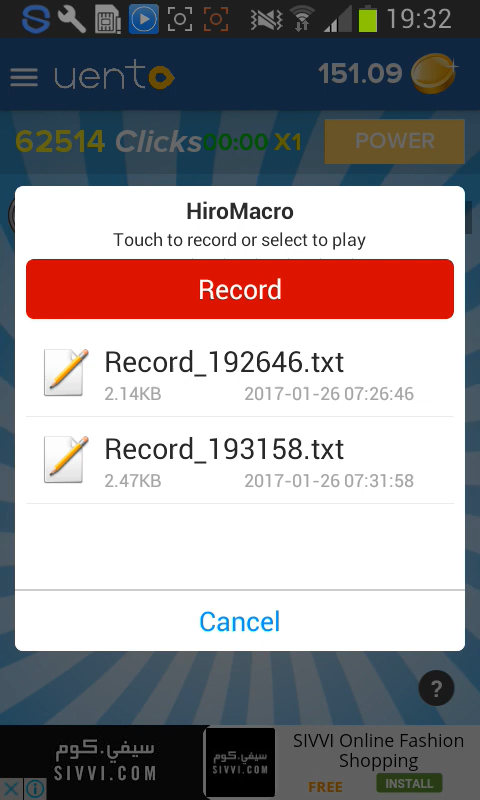 19:32
uento
151.09
62514 Clicks 00:00 X1
POWER
HiroMacro
Touch to record or select to play
Record
Record_192646.txt
2.14KB 2017-01-26 07:26:46
Record_193158.txt
2.47KB 2017-01-26 07:31:58
Cancel
?
سيفي.كوم
SIVVI.COM
سيفي.كوم
SIVVI.COM
SIVVI Online Fashion
Shopping
FREE
INSTALL